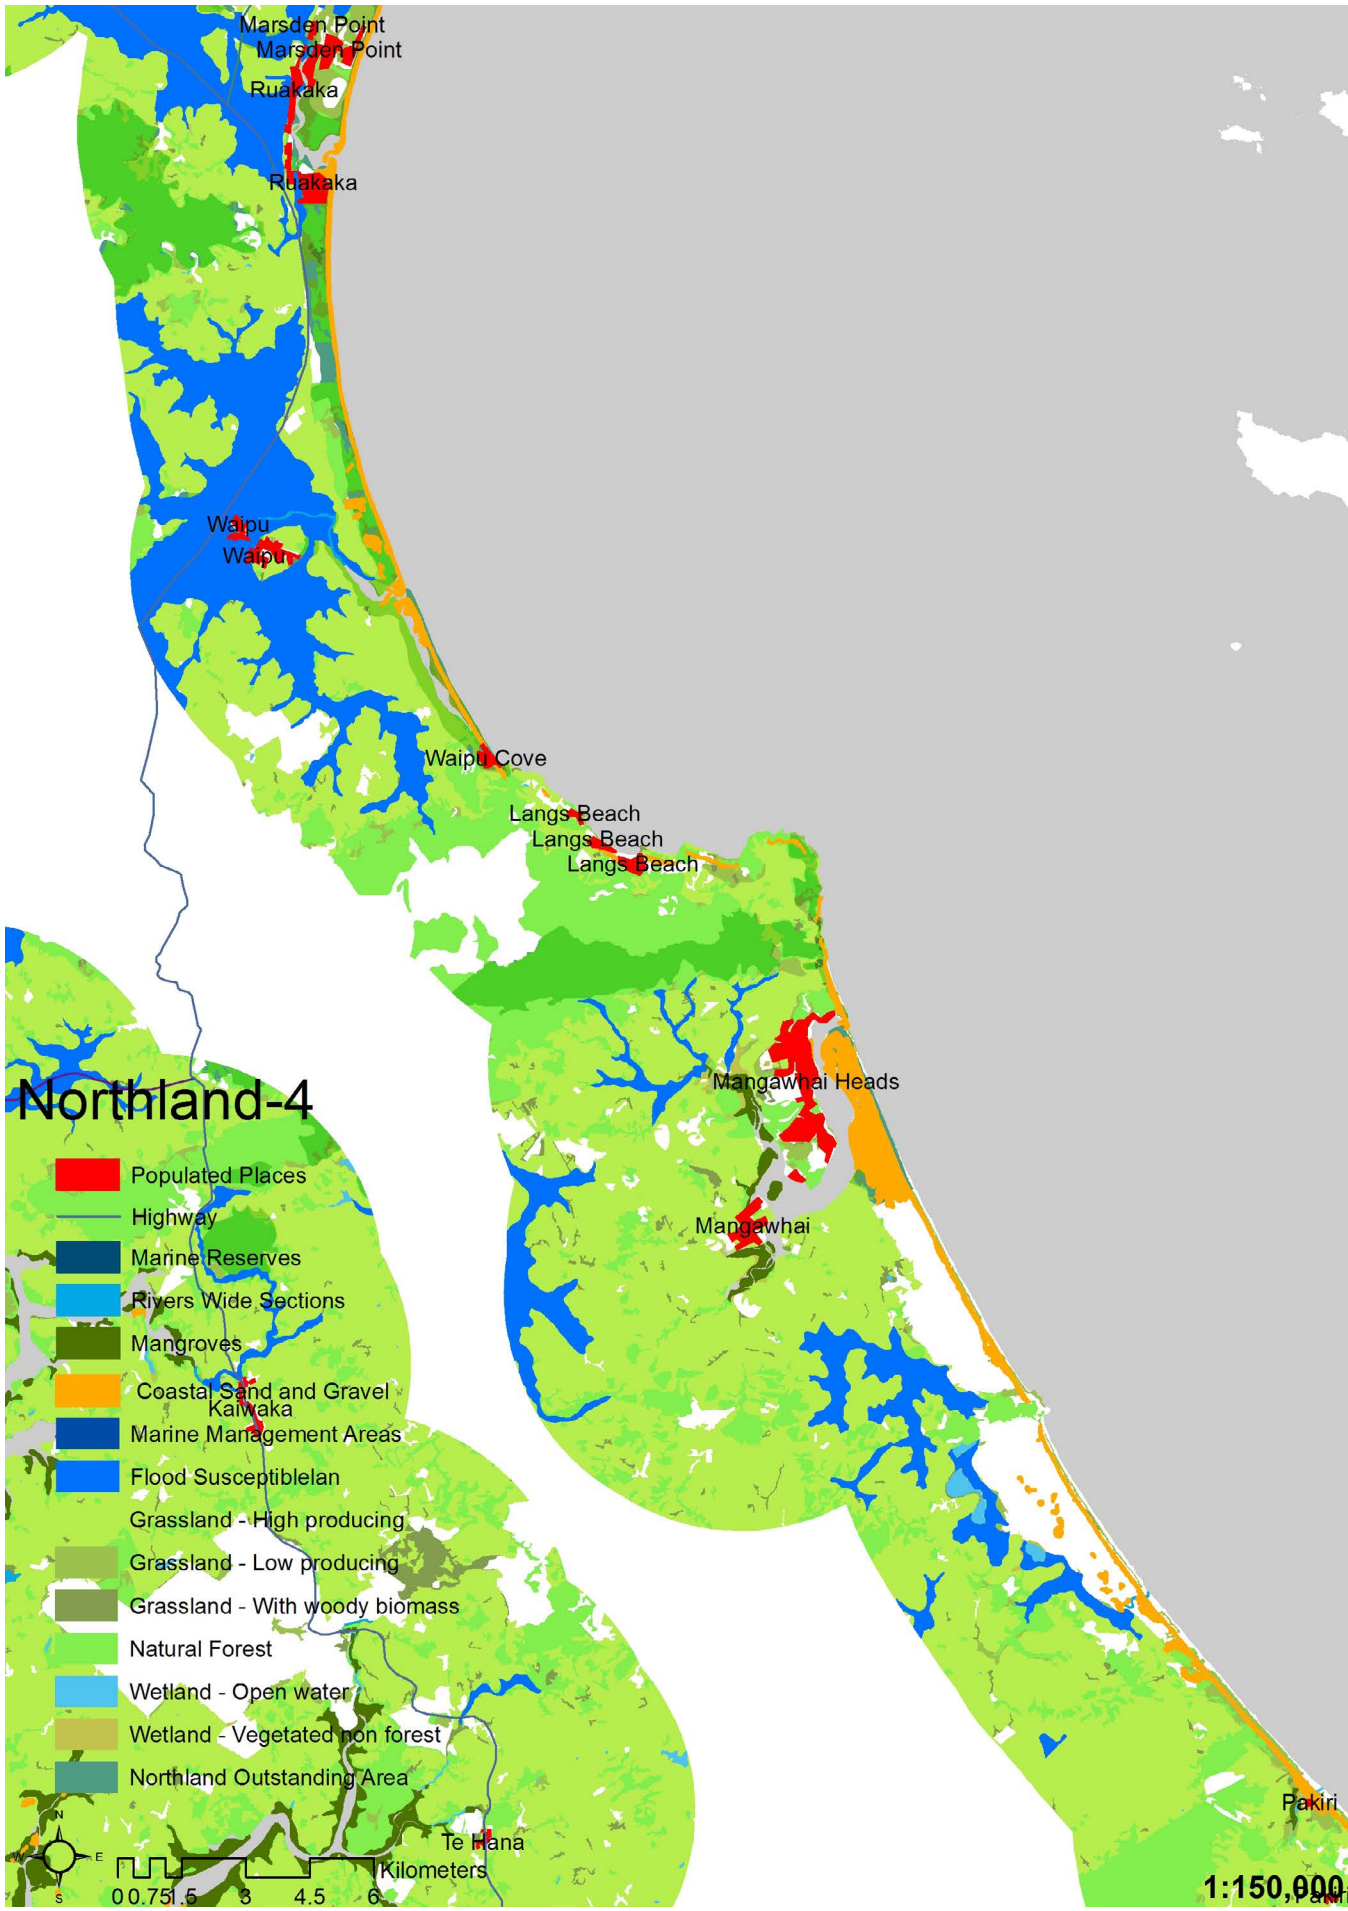 Marsden Point
Marsden Point
Ruakaka
Ruakaka
Waipu
Waipu
Waipu Cove
Langs Beach
Langs Beach
Langs Beach
Mangawhai Heads
Northland-4
Populated Places
Highway
Mangawhai
Marine Reserves
Rivers Wide Sections
Mangroves
Coastal Sand and Gravel
Kaiwaka
Marine Management Areas
Flood Susceptiblelan
Grassland - High producing
Grassland - Low producing
Grassland - With woody biomass
Natural Forest
Wetland - Open water
Wetland - Vegetated non forest
Northland Outstanding Area
Pakiri
N
W E
S
Te Hana
Kilometers
0 0.75 1.5 3 4.5 6
1:150,000
Pakiri